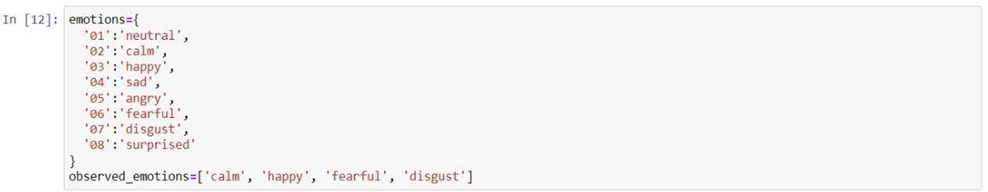 In [12]: emotions={
'01':'neutral',
'02':'calm',
'03':'happy',
'04':'sad',
'05':'angry',
'06':'fearful',
'07':'disgust',
'08':'surprised'
}
observed_emotions=['calm', 'happy', 'fearful', 'disgust']